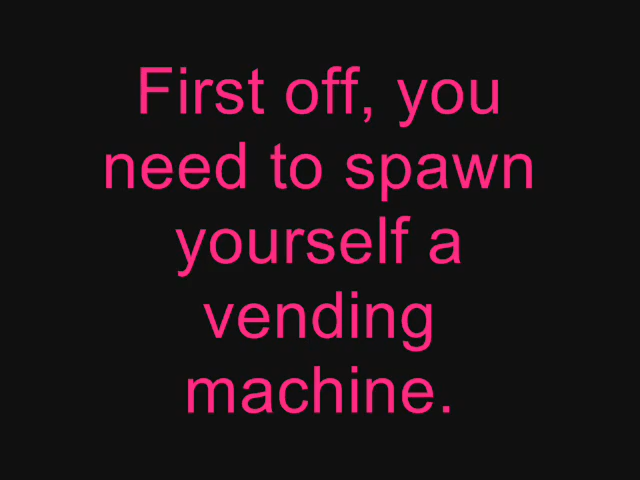 First off, you
need to spawn
yourself a
vending
machine.